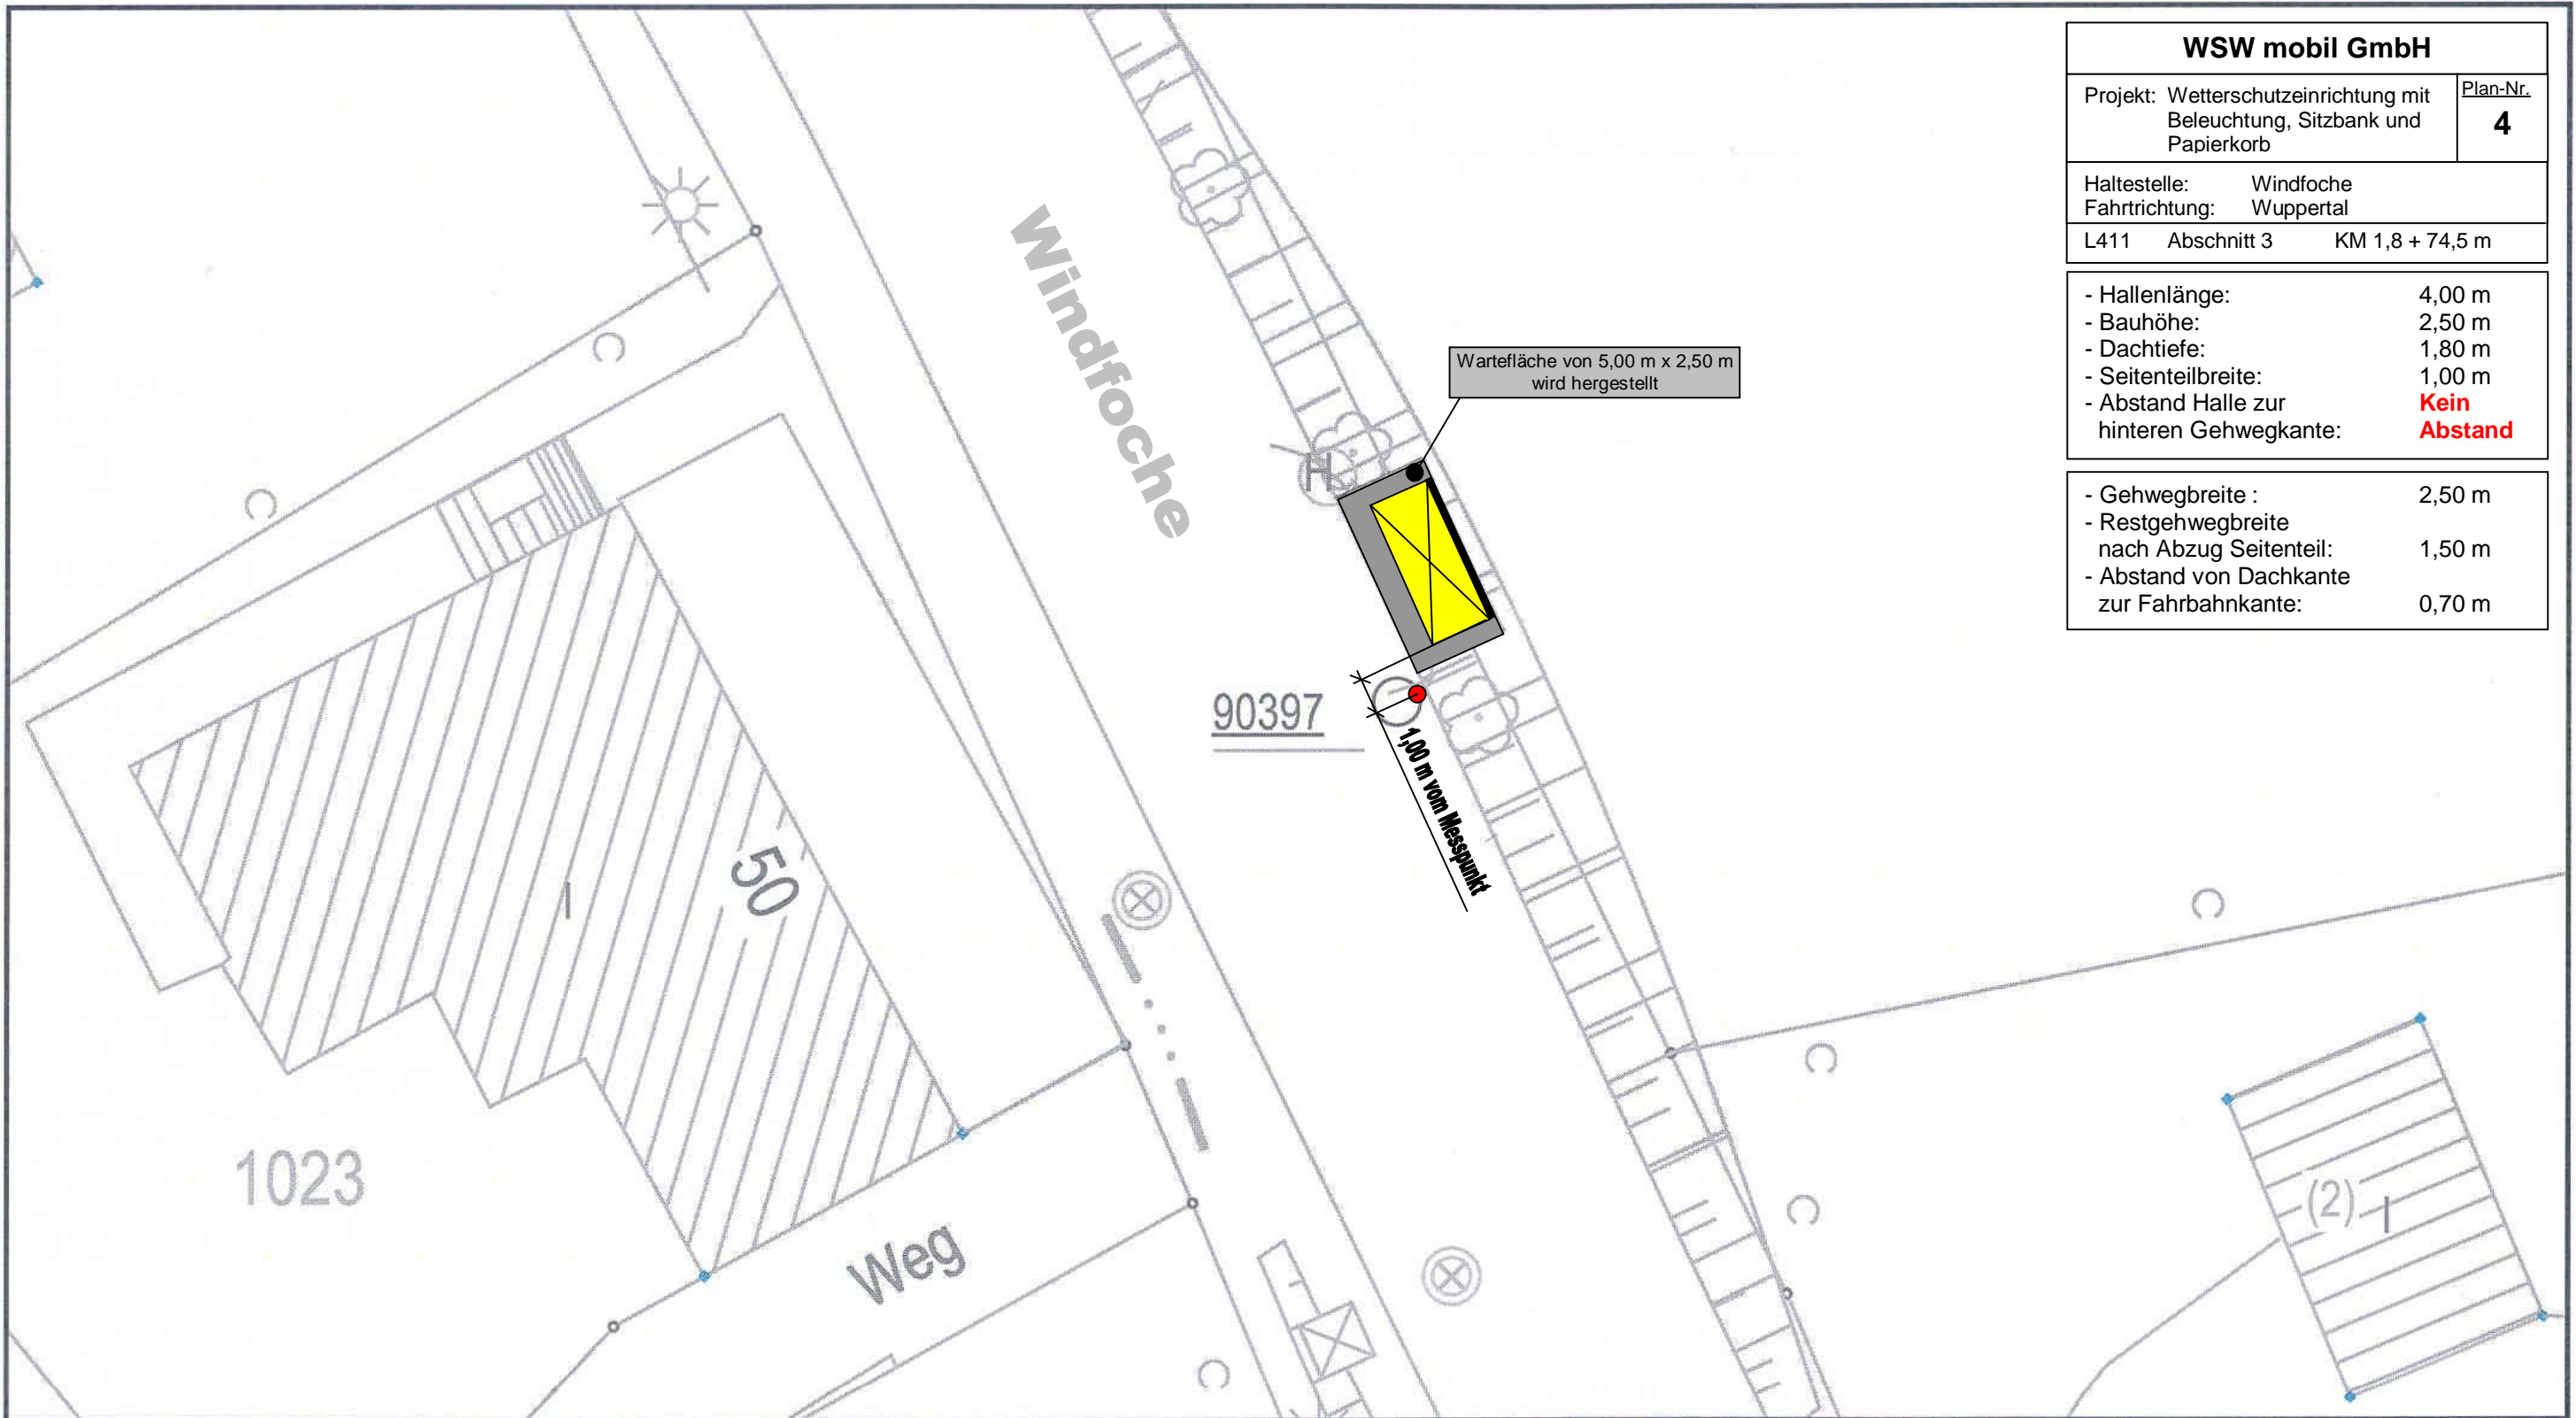 WSW mobil GmbH
Projekt: Wetterschutzeinrichtung mit
Beleuchtung, Sitzbank und
Papierkorb
Plan-Nr.
4
Haltestelle: Windfoche
Fahrtrichtung: Wuppertal
L411 Abschnitt 3 KM 1,8 + 74,5 m
- Hallenlänge: 4,00 m
- Bauhöhe: 2,50 m
- Dachtiefe: 1,80 m
- Seitenteilbreite: 1,00 m
- Abstand Halle zur Kein
hinteren Gehwegkante: Abstand
- Gehwegbreite : 2,50 m
- Restgehwegbreite
nach Abzug Seitenteil: 1,50 m
- Abstand von Dachkante
zur Fahrbahnkante: 0,70 m
Windfoche
Wartefläche von 5,00 m x 2,50 m
wird hergestellt
H
90397
1,00 m vom Messpunkt
50
I
1023
Weg
(2) I